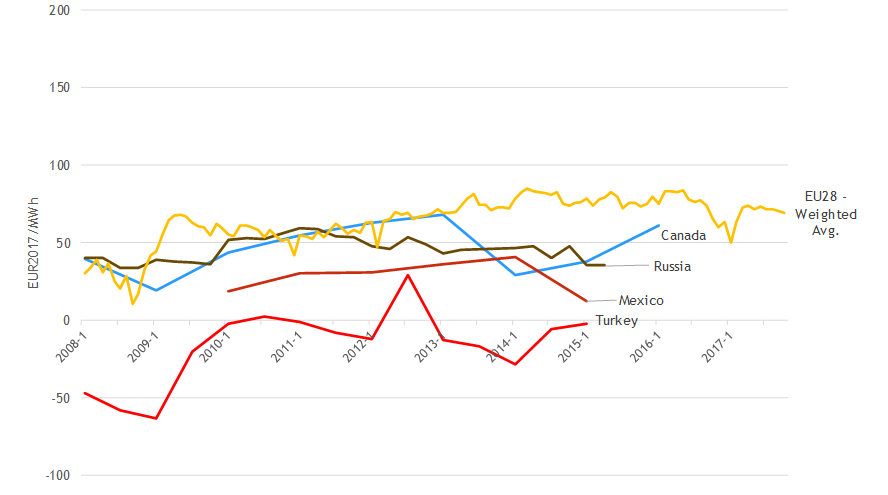 200
150
100
50
0
-50
-100
EUR2017 /MWh
2008-1
2009-1
2010-1
2011-1
2012-1
2013-1
2014-1
2015-1
2016-1
2017-1
EU28 -
Weighted
Avg.
Canada
Russia
Mexico
Turkey